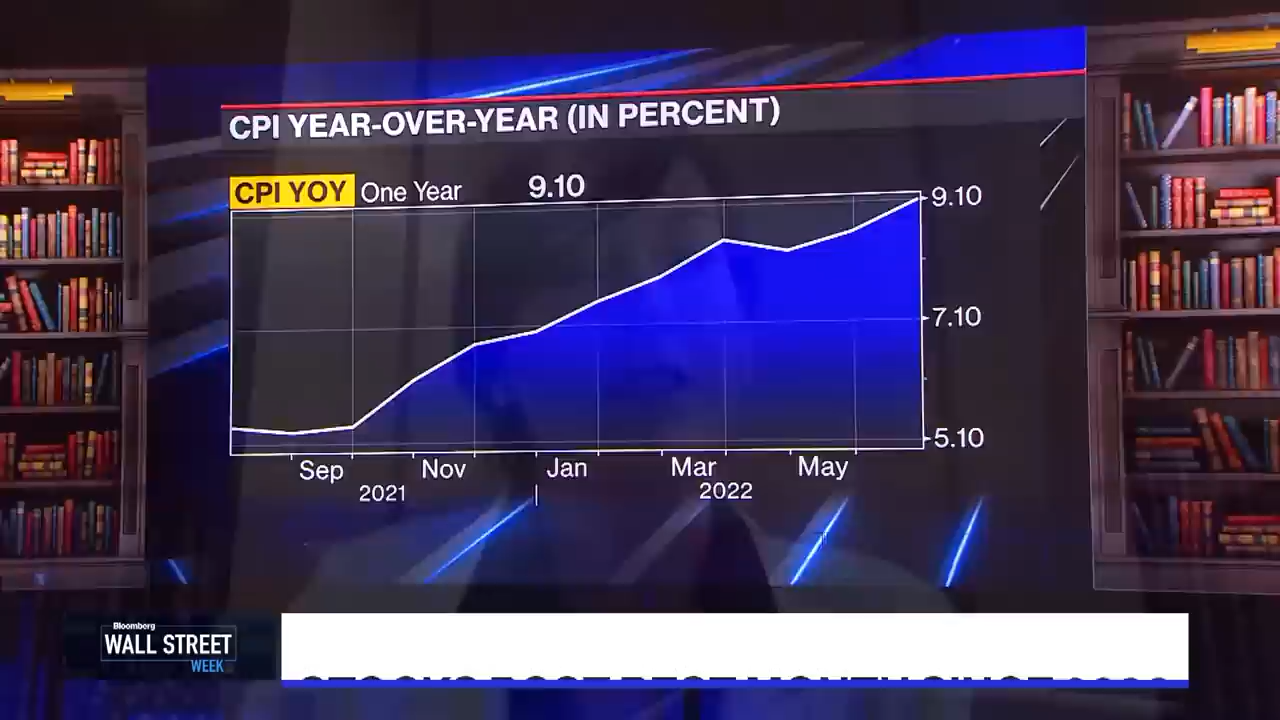 CPI YEAR-OVER-YEAR (IN PERCENT)
CPI YOY One Year 9.10
9.10
7.10
5.10
Sep Nov Jan Mar May
2021 2022
Bloomberg
WALL STREET
WEEK